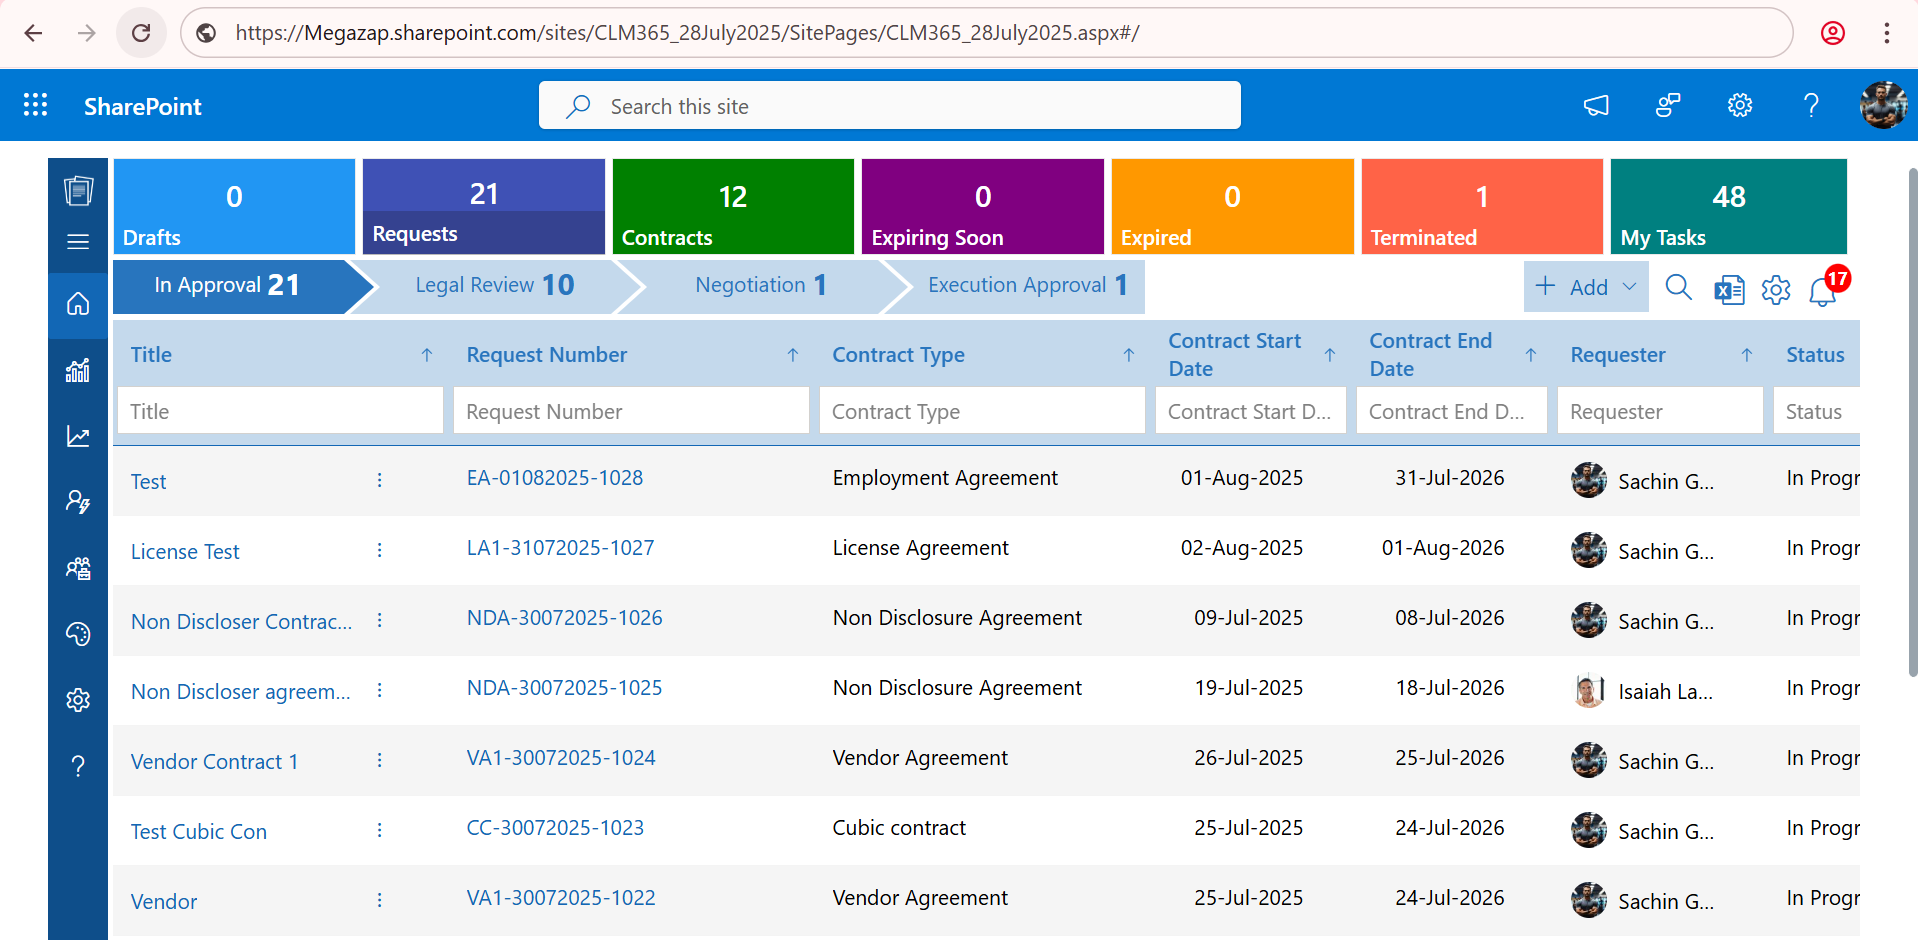 https://Megazap.sharepoint.com/sites/CLM365_28July2025/SitePages/CLM365_28July2025.aspx#/
SharePoint
Search this site
0
Drafts
21
Requests
12
Contracts
0
Expiring Soon
0
Expired
1
Terminated
48
My Tasks
In Approval 21
Legal Review 10
Negotiation 1
Execution Approval 1
Add
17
Title
Request Number
Contract Type
Contract Start Date
Contract End Date
Requester
Status
Title
Request Number
Contract Type
Contract Start D...
Contract End D...
Requester
Status
Test EA-01082025-1028 Employment Agreement 01-Aug-2025 31-Jul-2026 Sachin G... In Progr
License Test LA1-31072025-1027 License Agreement 02-Aug-2025 01-Aug-2026 Sachin G... In Progr
Non Discloser Contrac... NDA-30072025-1026 Non Disclosure Agreement 09-Jul-2025 08-Jul-2026 Sachin G... In Progr
Non Discloser agreem... NDA-30072025-1025 Non Disclosure Agreement 19-Jul-2025 18-Jul-2026 Isaiah La... In Progr
Vendor Contract 1 VA1-30072025-1024 Vendor Agreement 26-Jul-2025 25-Jul-2026 Sachin G... In Progr
Test Cubic Con CC-30072025-1023 Cubic contract 25-Jul-2025 24-Jul-2026 Sachin G... In Progr
Vendor VA1-30072025-1022 Vendor Agreement 25-Jul-2025 24-Jul-2026 Sachin G... In Progr